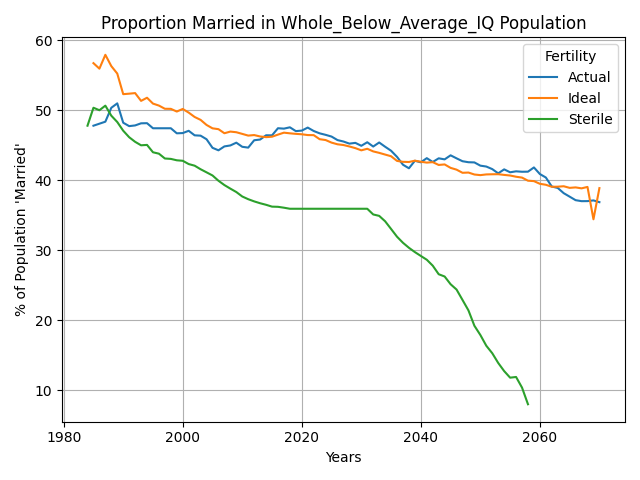 Proportion Married in Whole_Below_Average_IQ Population
60
50
40
30
20
10
% of Population 'Married'
Fertility
Actual
Ideal
Sterile
1980
2000
2020
2040
2060
Years